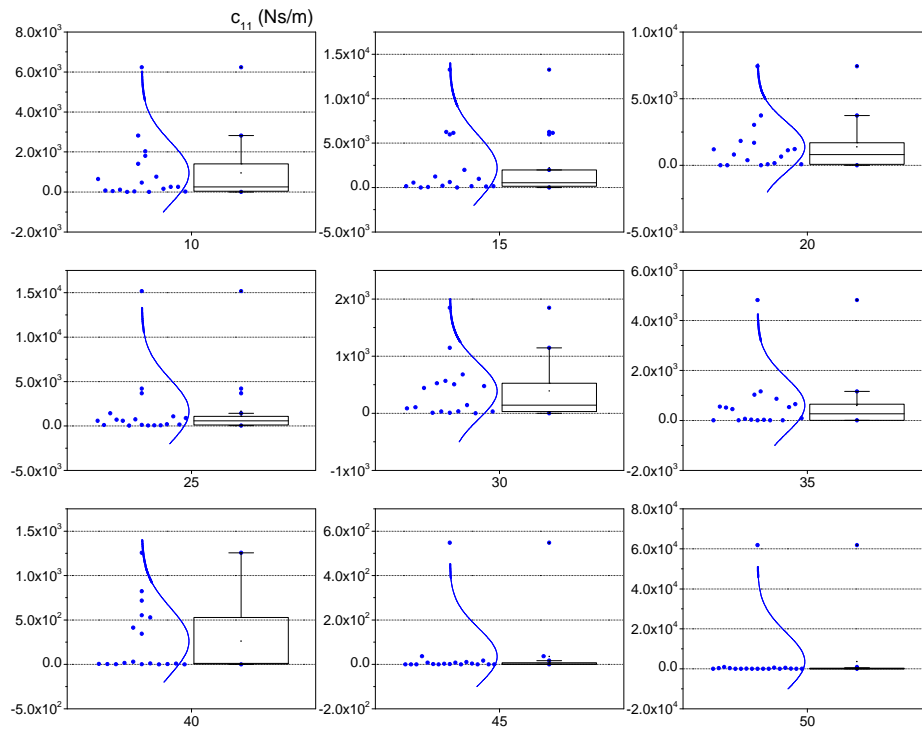 c₁₁ (Ns/m)
8.0x10³
6.0x10³
4.0x10³
2.0x10³
0.0
-2.0x10³
10
1.5x10⁴
1.0x10⁴
5.0x10³
0.0
-5.0x10³
15
1.0x10⁴
5.0x10³
0.0
-5.0x10³
20
1.5x10⁴
1.0x10⁴
5.0x10³
0.0
-5.0x10³
25
2x10³
1x10³
0
-1x10³
30
6.0x10³
4.0x10³
2.0x10³
0.0
-2.0x10³
35
1.5x10³
1.0x10³
5.0x10²
0.0
-5.0x10²
40
6.0x10²
4.0x10²
2.0x10²
0.0
-2.0x10²
45
8.0x10⁴
6.0x10⁴
4.0x10⁴
2.0x10⁴
0.0
-2.0x10⁴
50